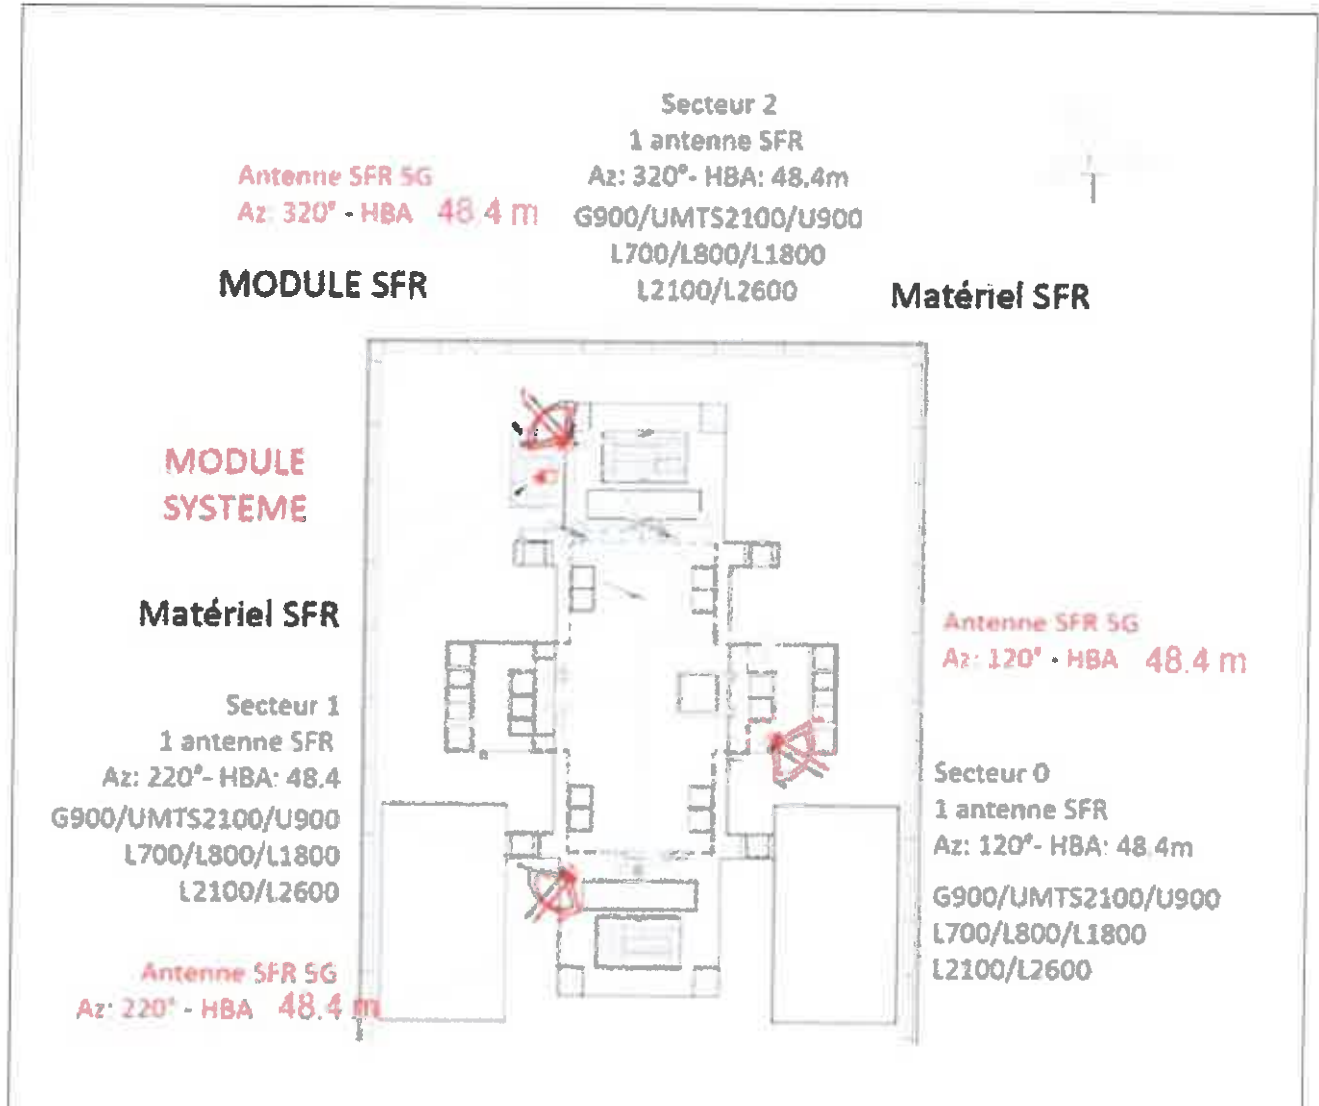 Secteur 2
1 antenne SFR
Az: 320°- HBA: 48.4m
G900/UMTS2100/U900
L700/L800/L1800
L2100/L2600
Antenne SFR 5G
Az: 320° - HBA 48.4 m
MODULE SFR
Matériel SFR
MODULE
SYSTEME
Matériel SFR
Secteur 1
1 antenne SFR
Az: 220°- HBA: 48.4
G900/UMTS2100/U900
L700/L800/L1800
L2100/L2600
Antenne SFR 5G
Az: 220° - HBA 48.4 m
Antenne SFR 5G
Az: 120° - HBA 48.4 m
Secteur 0
1 antenne SFR
Az: 120°- HBA: 48.4m
G900/UMTS2100/U900
L700/L800/L1800
L2100/L2600